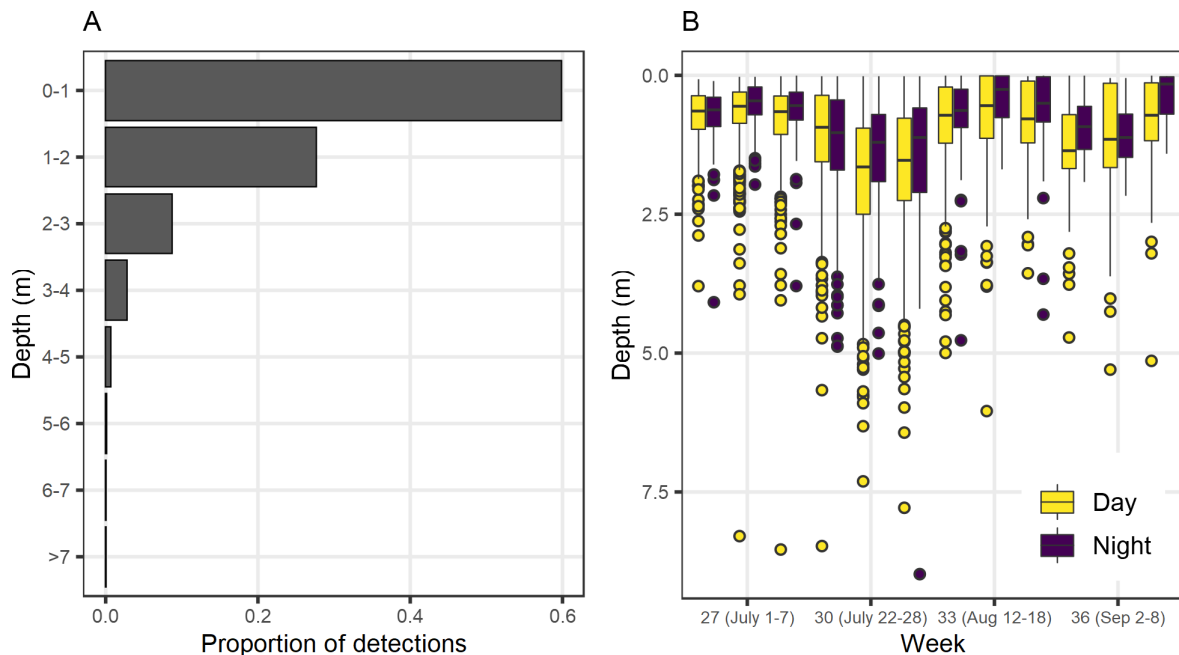 A
Depth (m)
0-1
1-2
2-3
3-4
4-5
5-6
6-7
>7
0.0 0.2 0.4 0.6
Proportion of detections
B
Depth (m)
0.0
2.5
5.0
7.5
Day
Night
27 (July 1-7) 30 (July 22-28) 33 (Aug 12-18) 36 (Sep 2-8)
Week